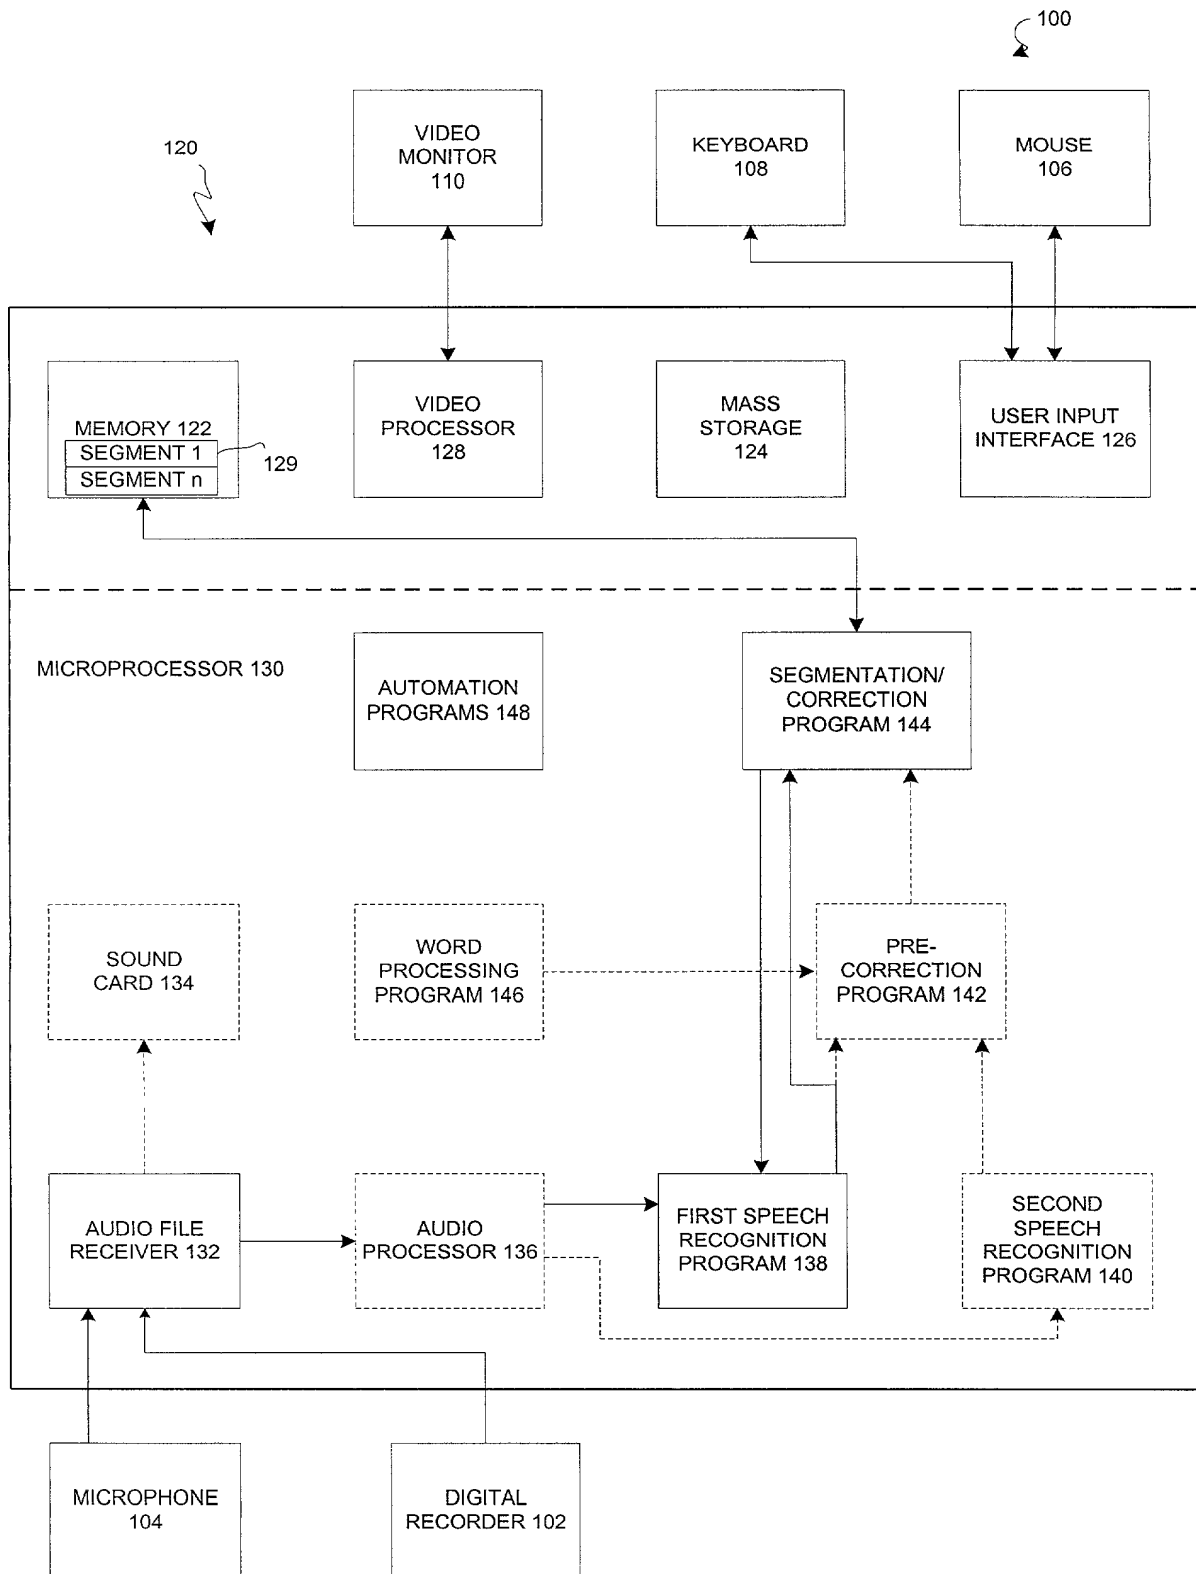 100
VIDEO
MONITOR
110
KEYBOARD
108
MOUSE
106
120
MEMORY 122
SEGMENT 1
SEGMENT n
129
VIDEO
PROCESSOR
128
MASS
STORAGE
124
USER INPUT
INTERFACE 126
MICROPROCESSOR 130
AUTOMATION
PROGRAMS 148
SEGMENTATION/
CORRECTION
PROGRAM 144
SOUND
CARD 134
WORD
PROCESSING
PROGRAM 146
PRE-
CORRECTION
PROGRAM 142
AUDIO FILE
RECEIVER 132
AUDIO
PROCESSOR 136
FIRST SPEECH
RECOGNITION
PROGRAM 138
SECOND
SPEECH
RECOGNITION
PROGRAM 140
MICROPHONE
104
DIGITAL
RECORDER 102